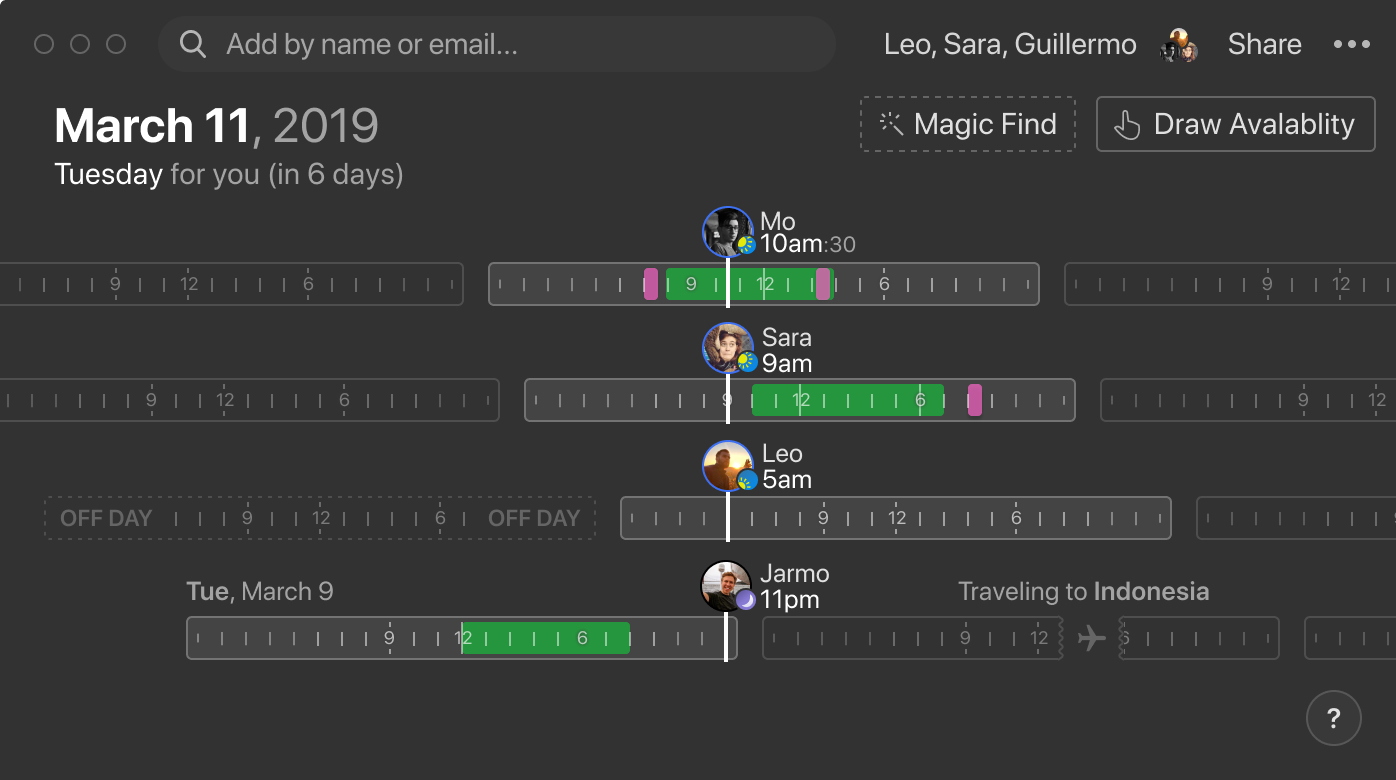 Add by name or email...
Leo, Sara, Guillermo
Share
March 11, 2019
Magic Find
Draw Avalablity
Tuesday for you (in 6 days)
Mo
10am:30
9 12 6 9 12 6 9 12
Sara
9am
9 12 6 9 12 6 9 12
Leo
5am
OFF DAY 9 12 6 OFF DAY 9 12 6
Jarmo
11pm
Tue, March 9
Traveling to Indonesia
9 12 6 9 12 6
?